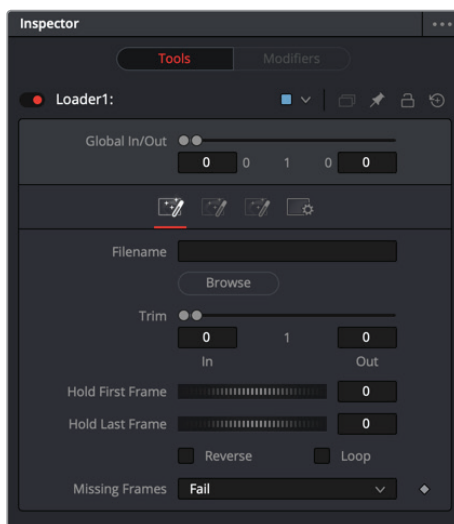 Inspector
Tools Modifiers
Loader1:
Global In/Out
0 0 1 0 0
Filename
Browse
Trim
0 1 0
In Out
Hold First Frame 0
Hold Last Frame 0
Reverse Loop
Missing Frames Fail